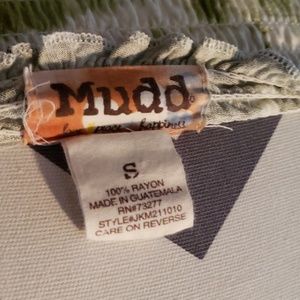 Mudd®
S
100% RAYON
MADE IN GUATEMALA
RN#73277
STYLE#JKM211010
CARE ON REVERSE